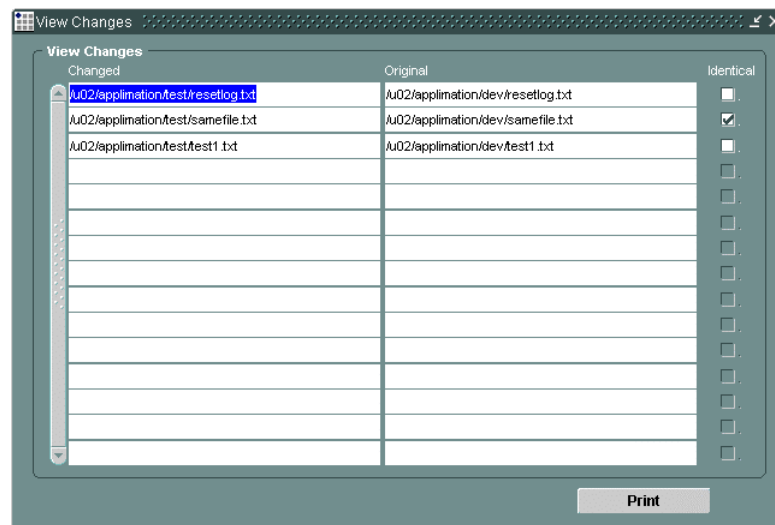 View Changes
View Changes
Changed Original Identical
/u02/applimation/test/resetlog.txt /u02/applimation/dev/resetlog.txt
/u02/applimation/test/samefile.txt /u02/applimation/dev/samefile.txt
/u02/applimation/test/test1.txt /u02/applimation/dev/test1.txt
Print